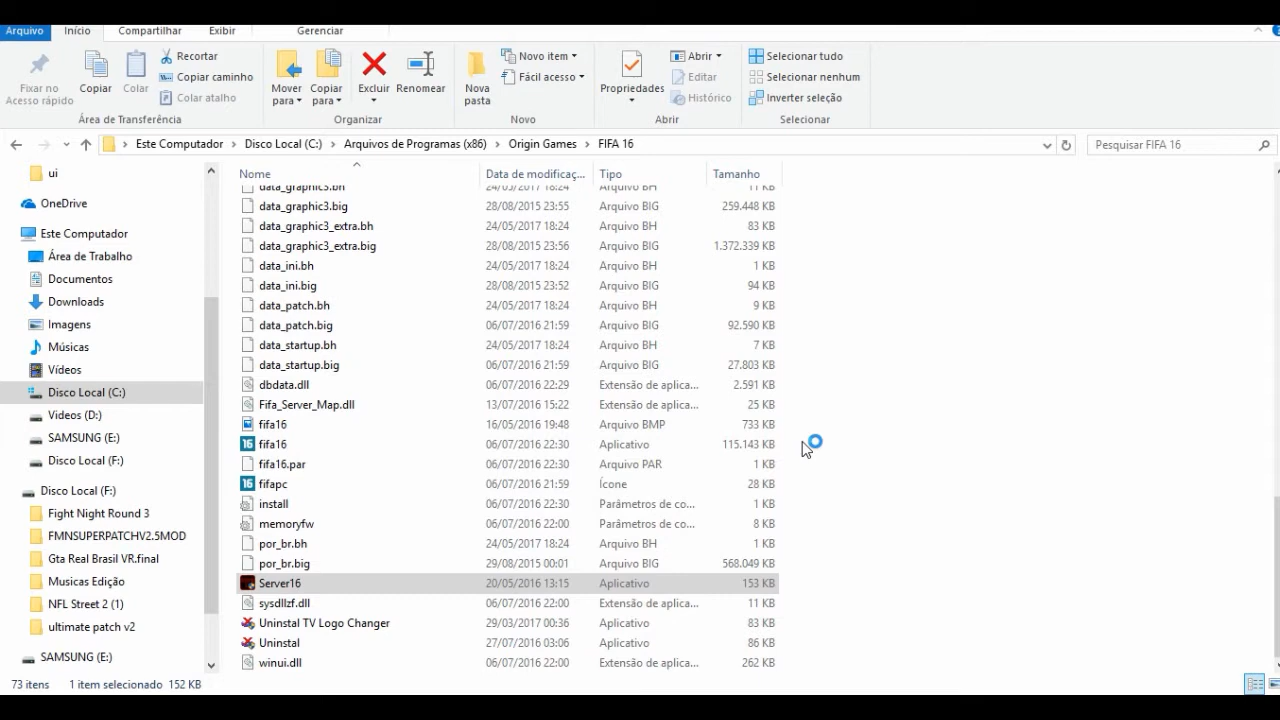 Arquivo Início Compartilhar Exibir Gerenciar
Fixar no Acesso rápido
Copiar
Colar
Recortar
Copiar caminho
Colar atalho
Mover para
Copiar para
Excluir
Renomear
Nova pasta
Novo item
Fácil acesso
Propriedades
Abrir
Editar
Histórico
Selecionar tudo
Selecionar nenhum
Inverter seleção
Área de Transferência Organizar Novo Abrir Selecionar
Este Computador Disco Local (C:) Arquivos de Programas (x86) Origin Games FIFA 16 Pesquisar FIFA 16
ui
OneDrive
Este Computador
Área de Trabalho
Documentos
Downloads
Imagens
Músicas
Vídeos
Disco Local (C:)
Videos (D:)
SAMSUNG (E:)
Disco Local (F:)
Disco Local (F:)
Fight Night Round 3
FMNSUPERPATCHV2.5MOD
Gta Real Brasil VR.final
Musicas Edição
NFL Street 2 (1)
ultimate patch v2
SAMSUNG (E:)
Nome Data de modificaç... Tipo Tamanho
data_graphic3.bh 24/05/2017 18:24 Arquivo BH 11 KB
data_graphic3.big 28/08/2015 23:55 Arquivo BIG 259.448 KB
data_graphic3_extra.bh 24/05/2017 18:24 Arquivo BH 83 KB
data_graphic3_extra.big 28/08/2015 23:56 Arquivo BIG 1.372.339 KB
data_ini.bh 24/05/2017 18:24 Arquivo BH 1 KB
data_ini.big 28/08/2015 23:52 Arquivo BIG 94 KB
data_patch.bh 24/05/2017 18:24 Arquivo BH 9 KB
data_patch.big 06/07/2016 21:59 Arquivo BIG 92.590 KB
data_startup.bh 24/05/2017 18:24 Arquivo BH 7 KB
data_startup.big 06/07/2016 21:59 Arquivo BIG 27.803 KB
dbdata.dll 06/07/2016 22:29 Extensão de aplica... 2.591 KB
Fifa_Server_Map.dll 13/07/2016 15:22 Extensão de aplica... 25 KB
fifa16 16/05/2016 19:48 Arquivo BMP 733 KB
16 fifa16 06/07/2016 22:30 Aplicativo 115.143 KB
fifa16.par 06/07/2016 22:30 Arquivo PAR 1 KB
16 fifapc 06/07/2016 21:59 Ícone 28 KB
install 06/07/2016 22:30 Parâmetros de co... 1 KB
memoryfw 06/07/2016 22:00 Parâmetros de co... 8 KB
por_br.bh 24/05/2017 18:24 Arquivo BH 1 KB
por_br.big 29/08/2015 00:01 Arquivo BIG 568.049 KB
Server16 20/05/2016 13:15 Aplicativo 153 KB
sysdllzf.dll 06/07/2016 22:00 Extensão de aplica... 11 KB
Uninstal TV Logo Changer 29/03/2017 00:36 Aplicativo 83 KB
Uninstal 27/07/2016 03:06 Aplicativo 86 KB
winui.dll 06/07/2016 22:00 Extensão de aplica... 262 KB
73 itens 1 item selecionado 152 KB